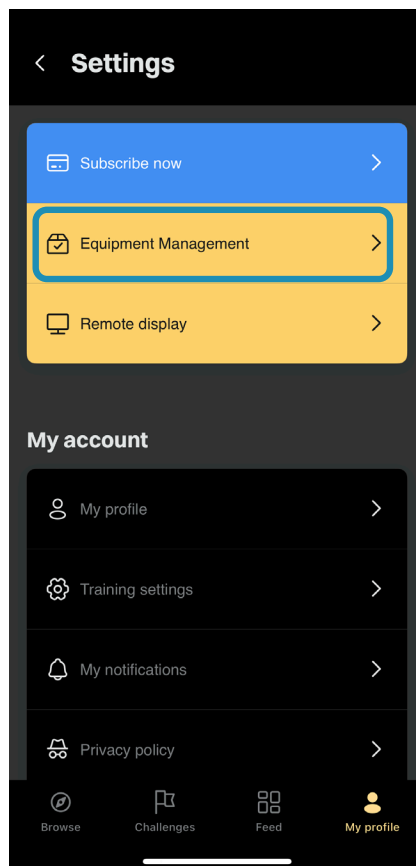 Settings
Subscribe now
Equipment Management
Remote display
My account
My profile
Training settings
My notifications
Privacy policy
Browse
Challenges
Feed
My profile